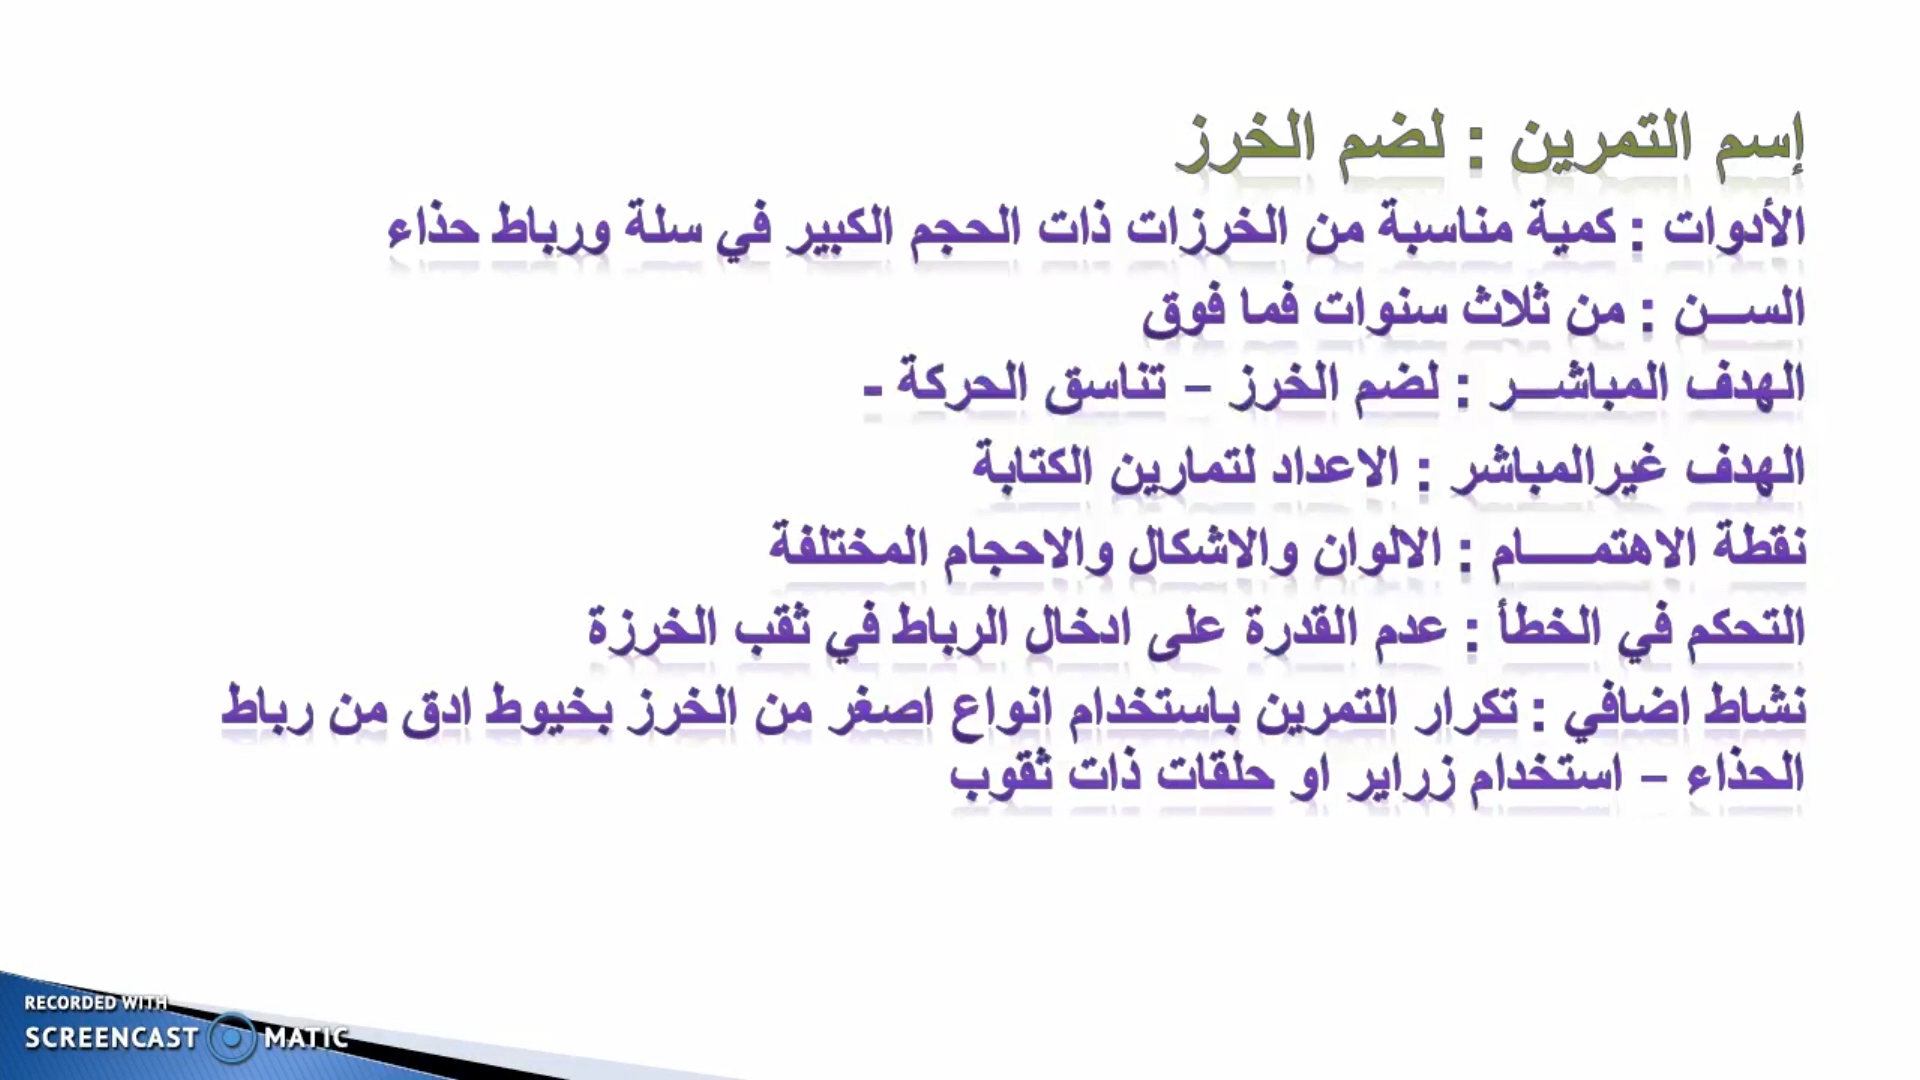 إسم التمرين : لضم الخرز
الأدوات : كمية مناسبة من الخرزات ذات الحجم الكبير في سلة ورباط حذاء
الســـن : من ثلاث سنوات فما فوق
الهدف المباشـــر : لضم الخرز – تناسق الحركة -
الهدف غيرالمباشر : الاعداد لتمارين الكتابة
نقطة الاهتمـــــام : الالوان والاشكال والاحجام المختلفة
التحكم في الخطأ : عدم القدرة على ادخال الرباط في ثقب الخرزة
نشاط اضافي : تكرار التمرين باستخدام انواع اصغر من الخرز بخيوط ادق من رباط
الحذاء – استخدام زراير او حلقات ذات ثقوب
RECORDED WITH
SCREENCAST MATIC